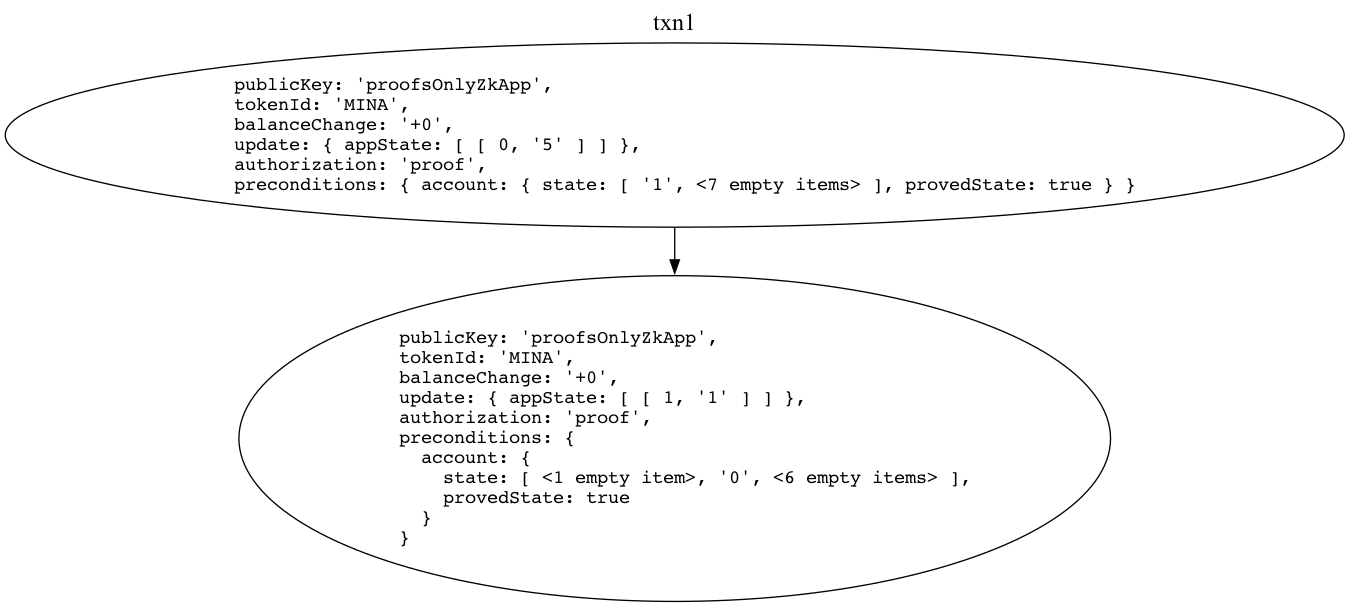 txn1
publicKey: 'proofsOnlyZkApp',
tokenId: 'MINA',
balanceChange: '+0',
update: { appState: [ [ 0, '5' ] ] },
authorization: 'proof',
preconditions: { account: { state: [ '1', <7 empty items> ], provedState: true } }
publicKey: 'proofsOnlyZkApp',
tokenId: 'MINA',
balanceChange: '+0',
update: { appState: [ [ 1, '1' ] ] },
authorization: 'proof',
preconditions: {
  account: {
    state: [ <1 empty item>, '0', <6 empty items> ],
    provedState: true
  }
}